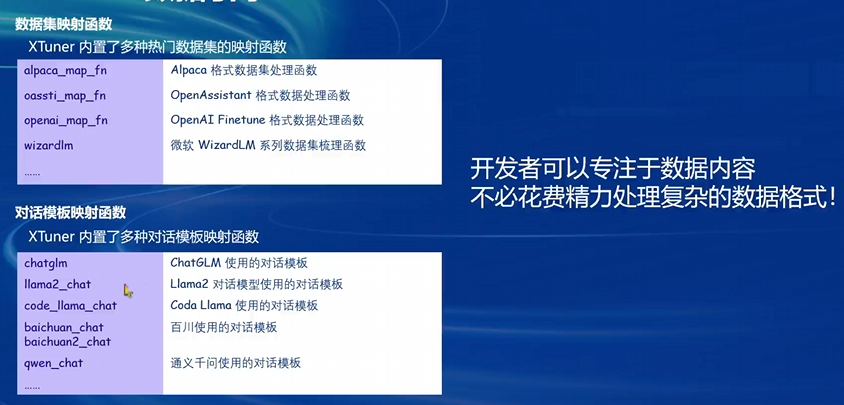 数据集映射函数
XTuner 内置了多种热门数据集的映射函数
alpaca_map_fn Alpaca 格式数据集处理函数
oassti_map_fn OpenAssistant 格式数据处理函数
openai_map_fn OpenAI Finetune 格式数据处理函数
wizardlm 微软 WizardLM 系列数据集梳理函数
……
开发者可以专注于数据内容
不必花费精力处理复杂的数据格式！
对话模板映射函数
XTuner 内置了多种对话模板映射函数
chatglm ChatGLM 使用的对话模板
llama2_chat Llama2 对话模型使用的对话模板
code_llama_chat Coda Llama 使用的对话模板
baichuan_chat 百川使用的对话模板
baichuan2_chat
qwen_chat 通义千问使用的对话模板
……